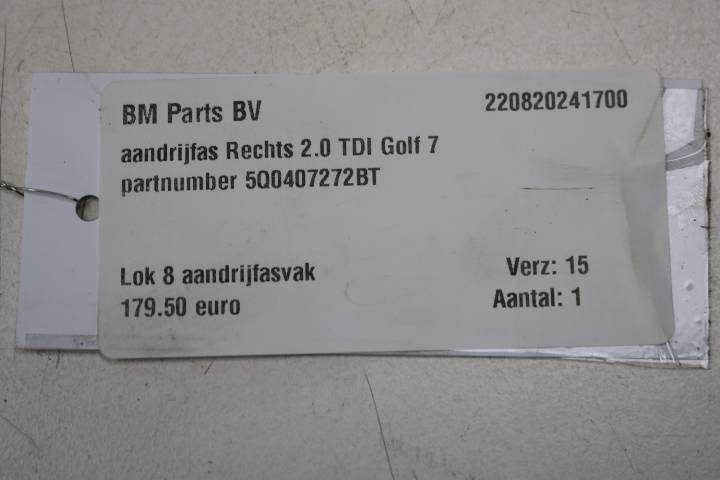 BM Parts BV 220820241700
aandrijfas Rechts 2.0 TDI Golf 7
partnumber 5Q0407272BT
Lok 8 aandrijfasvak Verz: 15
179.50 euro Aantal: 1